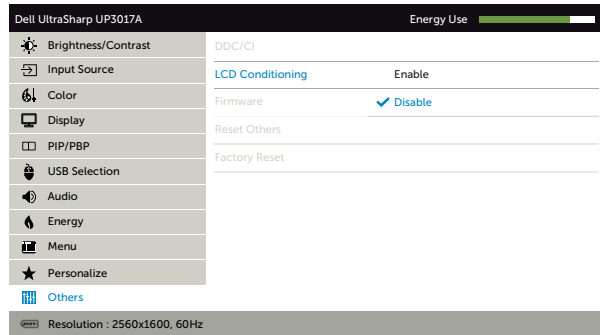 Dell UltraSharp UP3017A
Energy Use
Brightness/Contrast
DDC/CI
Input Source
LCD Conditioning
Enable
Color
Firmware
Disable
Display
Reset Others
PIP/PBP
Factory Reset
USB Selection
Audio
Energy
Menu
Personalize
Others
Resolution : 2560x1600, 60Hz